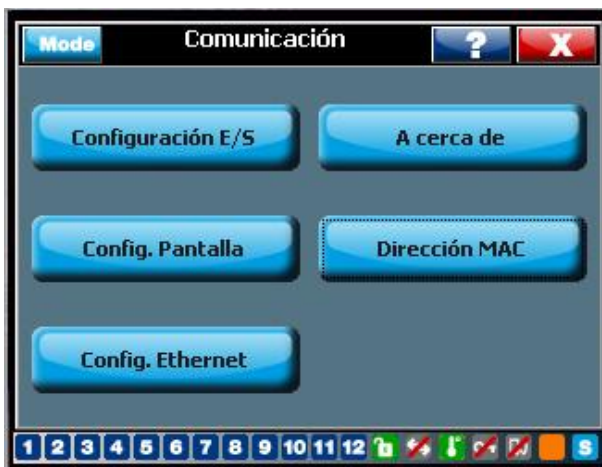 Mode Comunicación ? X
Configuración E/S A cerca de
Config. Pantalla Dirección MAC
Config. Ethernet
1 2 3 4 5 6 7 8 9 10 11 12 S